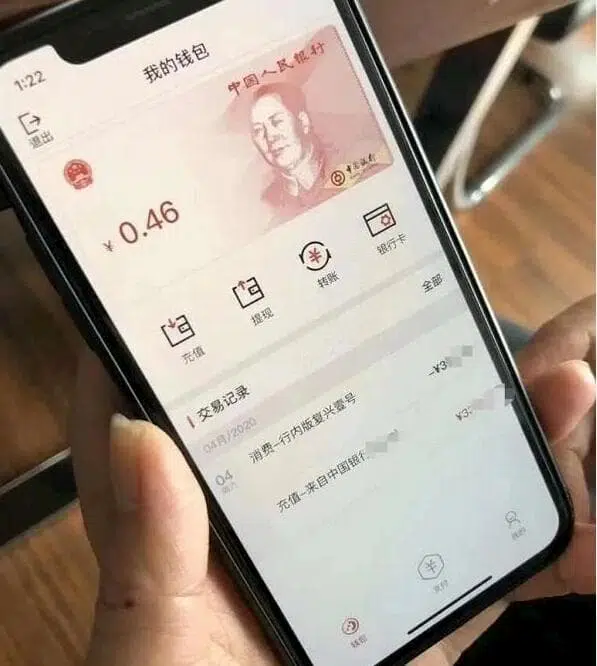 1:22
我的钱包
退出
中国人民银行
¥ 0.46
中国银行
充值
提现
转账
银行卡
交易记录
全部
04月/2020
04
周六
消费-行内版复兴壹号
-¥3
充值-来自中国银行
¥3
钱包
支付
我的